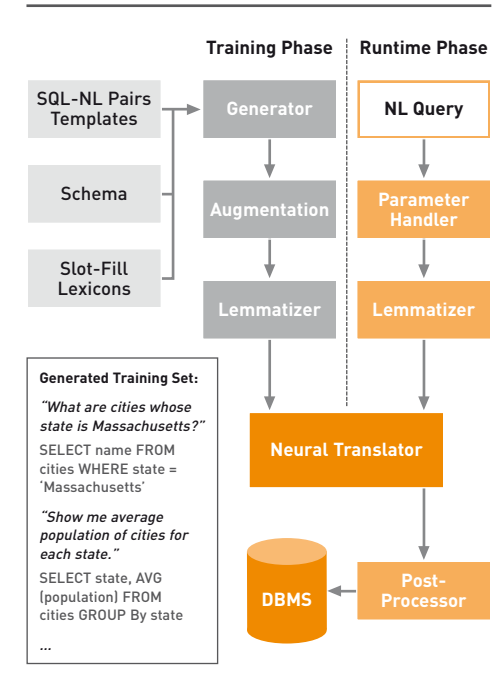 Training Phase
Runtime Phase
SQL-NL Pairs
Templates
Generator
NL Query
Schema
Augmentation
Parameter
Handler
Slot-Fill
Lexicons
Lemmatizer
Lemmatizer
Generated Training Set:
“What are cities whose
state is Massachusetts?”
SELECT name FROM
cities WHERE state =
‘Massachusetts’
“Show me average
population of cities for
each state.”
SELECT state, AVG
(population) FROM
cities GROUP By state
...
Neural Translator
DBMS
Post-
Processor